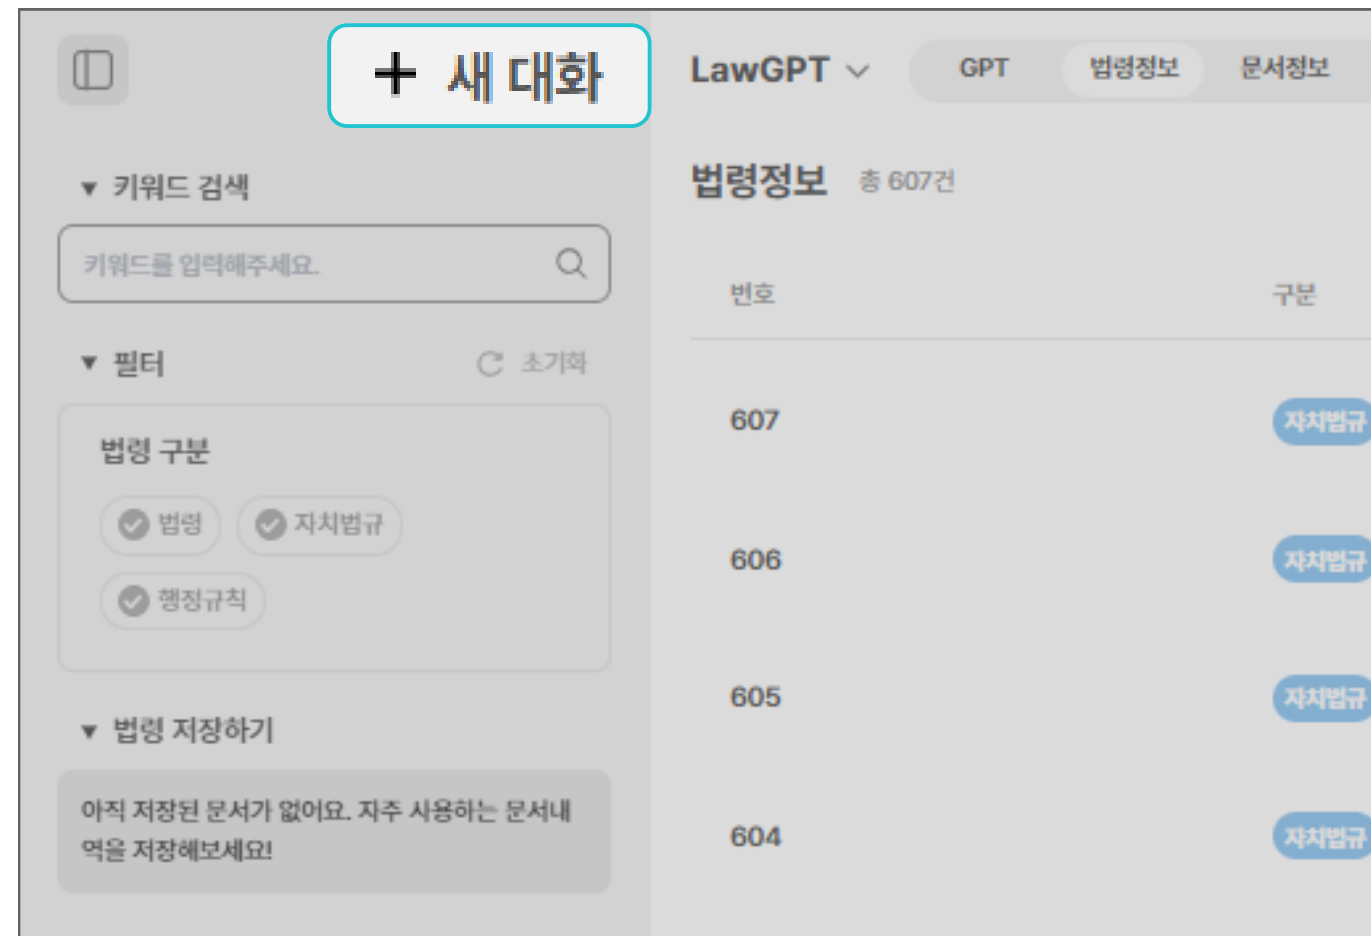 + 새 대화
▼ 키워드 검색
키워드를 입력해주세요.
▼ 필터
초기화
법령 구분
법령
자치법규
행정규칙
▼ 법령 저장하기
아직 저장된 문서가 없어요. 자주 사용하는 문서내
역을 저장해보세요!
LawGPT
GPT
법령정보
문서정보
법령정보 총 607건
번호 구분
607 자치법규
606 자치법규
605 자치법규
604 자치법규